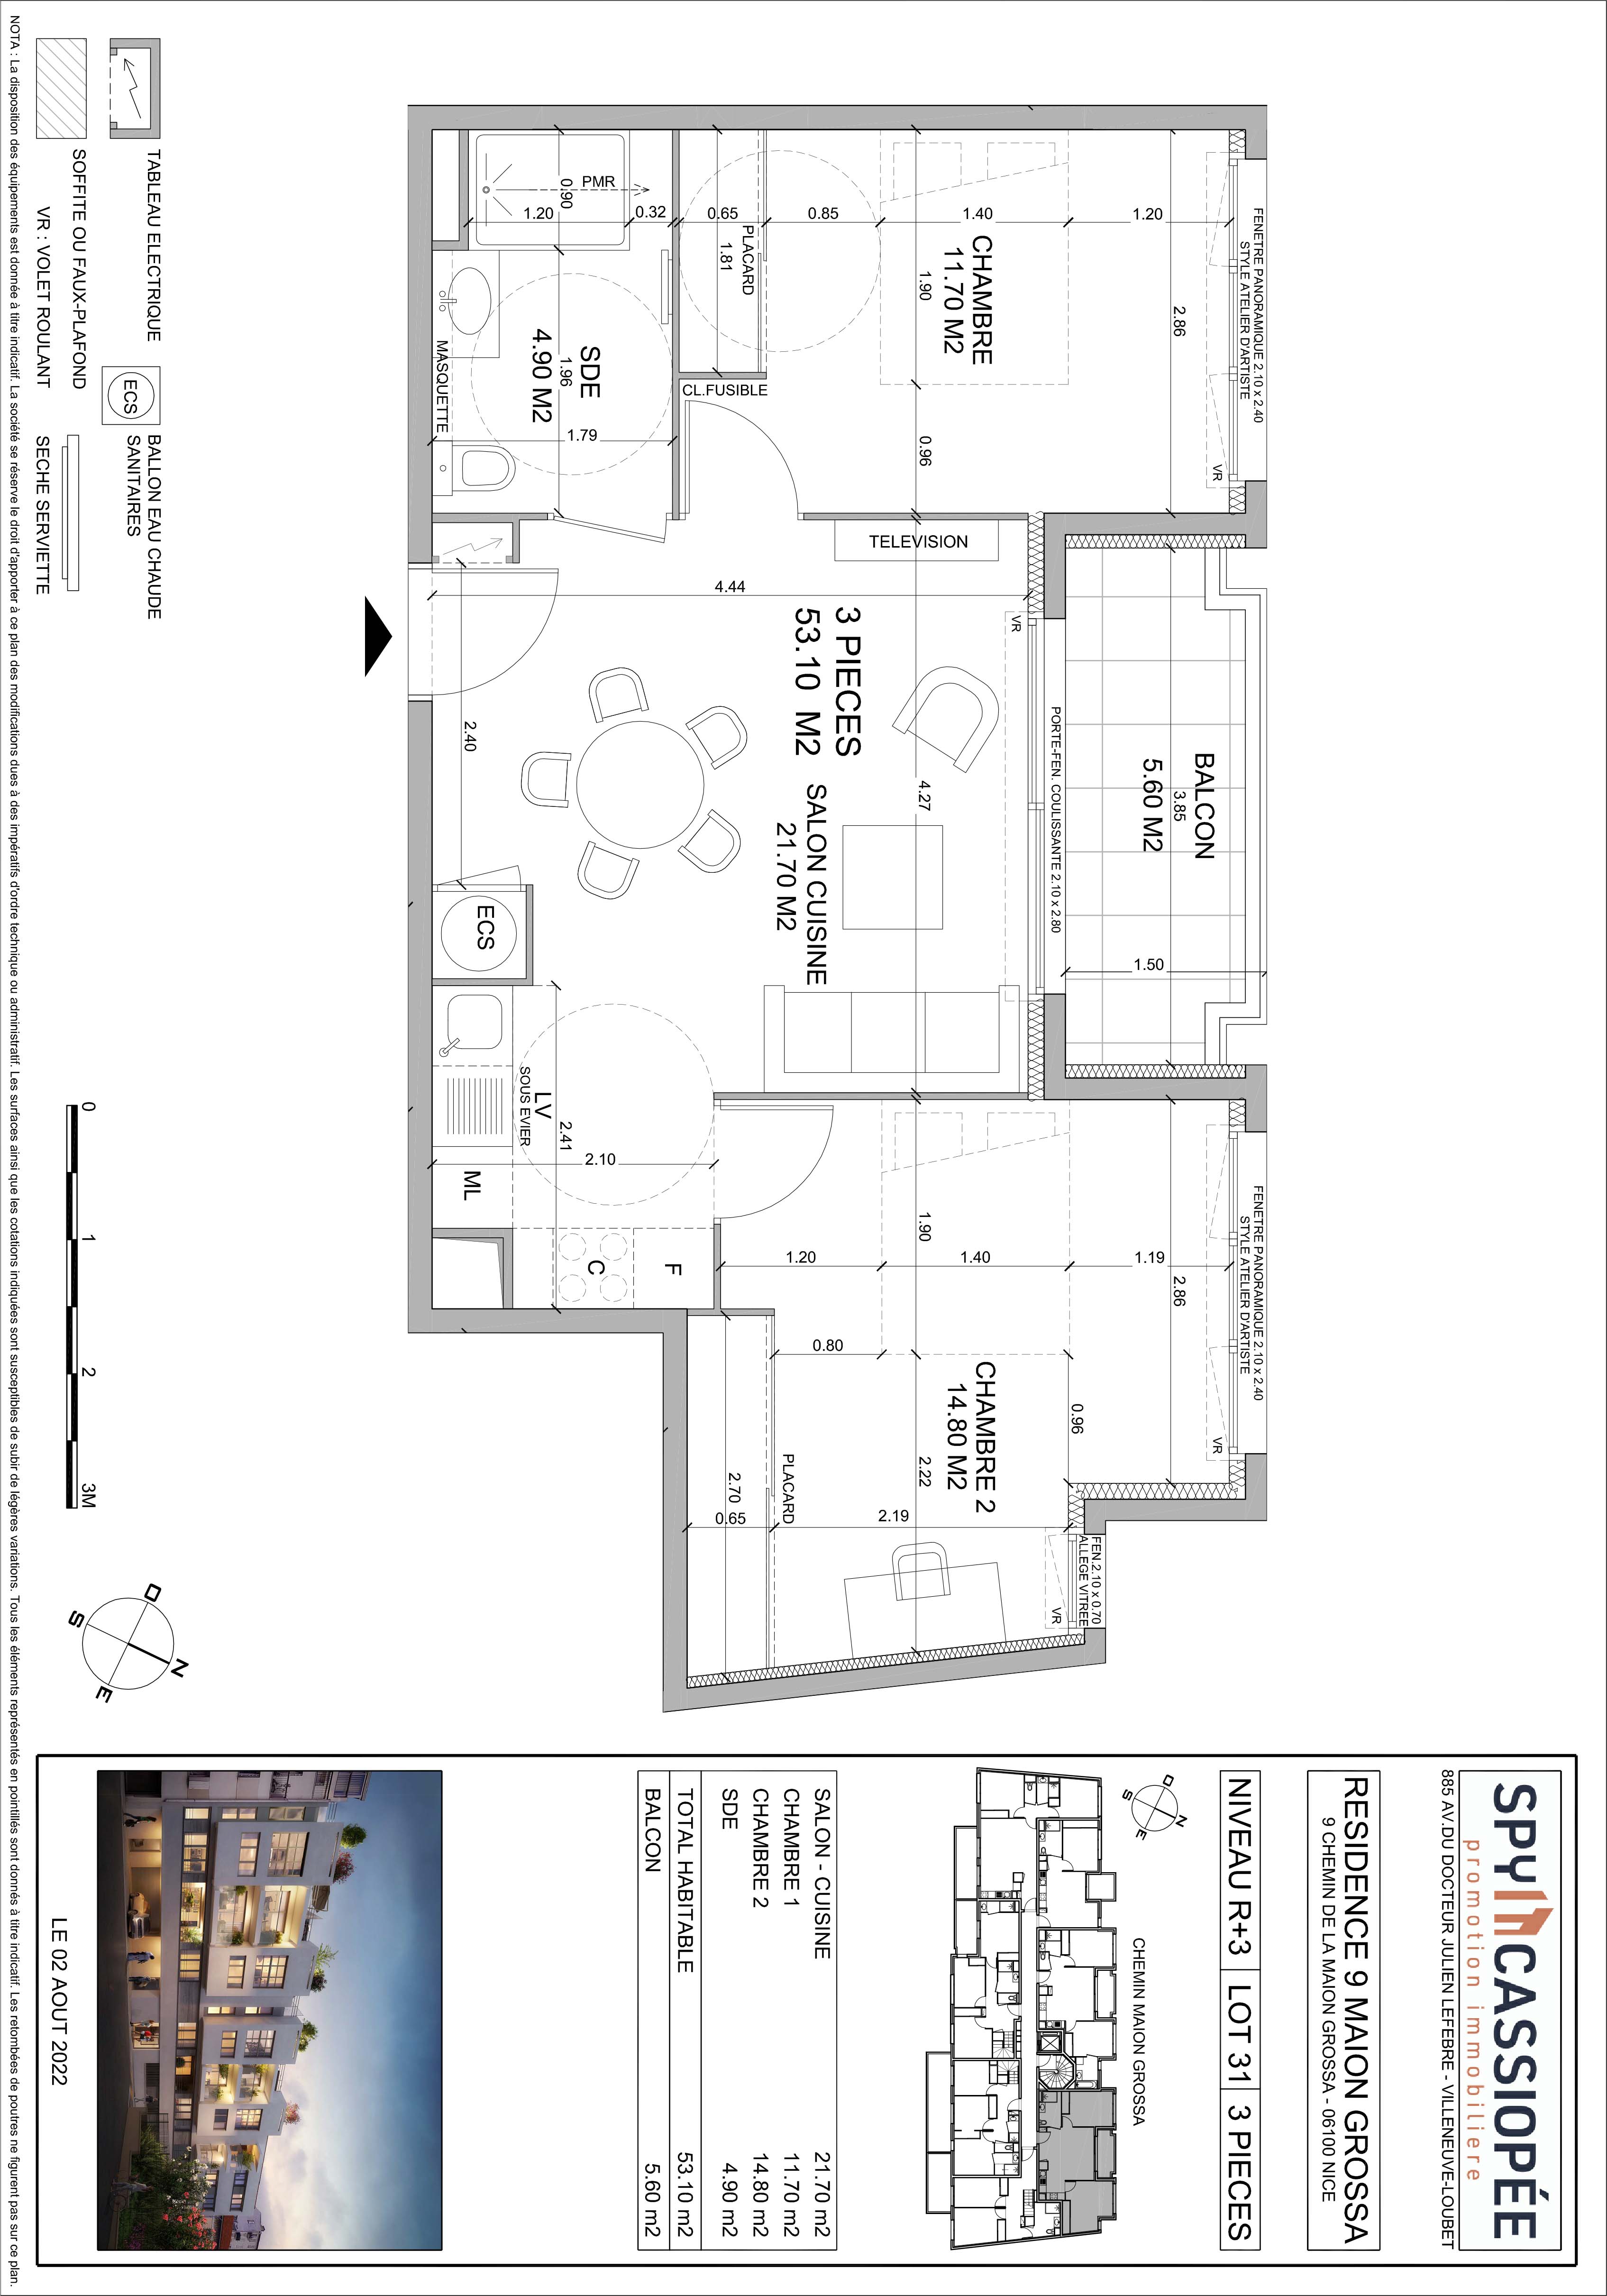 SPY CASSIOPÉE
promotion immobiliere
885 AV.DU DOCTEUR JULIEN LEFEBRE - VILLENEUVE-LOUBET
RESIDENCE 9 MAION GROSSA
9 CHEMIN DE LA MAION GROSSA - 06100 NICE
NIVEAU R+3 LOT 31 3 PIECES
N
O
E
S
CHEMIN MAION GROSSA
SALON - CUISINE 21.70 m2
CHAMBRE 1 11.70 m2
CHAMBRE 2 14.80 m2
SDE 4.90 m2
TOTAL HABITABLE 53.10 m2
BALCON 5.60 m2
LE 02 AOUT 2022
FENETRE PANORAMIQUE 2.10 x 2.40
STYLE ATELIER D'ARTISTE
VR
2.86
1.20
1.40
CHAMBRE
11.70 M2
1.90
0.96
0.85
PLACARD
1.81
0.65
CL.FUSIBLE
BALCON
3.85
5.60 M2
1.50
PORTE-FEN. COULISSANTE 2.10 x 2.80
VR
TELEVISION
4.27
3 PIECES
53.10 M2
SALON CUISINE
21.70 M2
4.44
FENETRE PANORAMIQUE 2.10 x 2.40
STYLE ATELIER D'ARTISTE
VR
2.86
1.19
0.96
FEN.2.10 x 0.70
ALLEGE VITREE
VR
1.40
CHAMBRE 2
14.80 M2
1.90
2.22
2.19
0.80
1.20
PLACARD
2.70
0.65
0.32
PMR
SDE
1.79
0.90
1.96
4.90 M2
1.20
MASQUETTE
2.40
ECS
F
C
2.10
2.41
LV
SOUS EVIER
ML
TABLEAU ELECTRIQUE
ECS
BALLON EAU CHAUDE
SANITAIRES
SOFFITE OU FAUX-PLAFOND
VR : VOLET ROULANT
SECHE SERVIETTE
0 1 2 3M
N
O
E
S
NOTA : La disposition des équipements est donnée à titre indicatif. La société se réserve le droit d'apporter à ce plan des modifications dues à des impératifs d'ordre technique ou administratif. Les surfaces ainsi que les cotations indiquées sont susceptibles de subir de légères variations. Tous les éléments représentés en pointillés sont donnés à titre indicatif. Les retombées de poutres ne figurent pas sur ce plan.